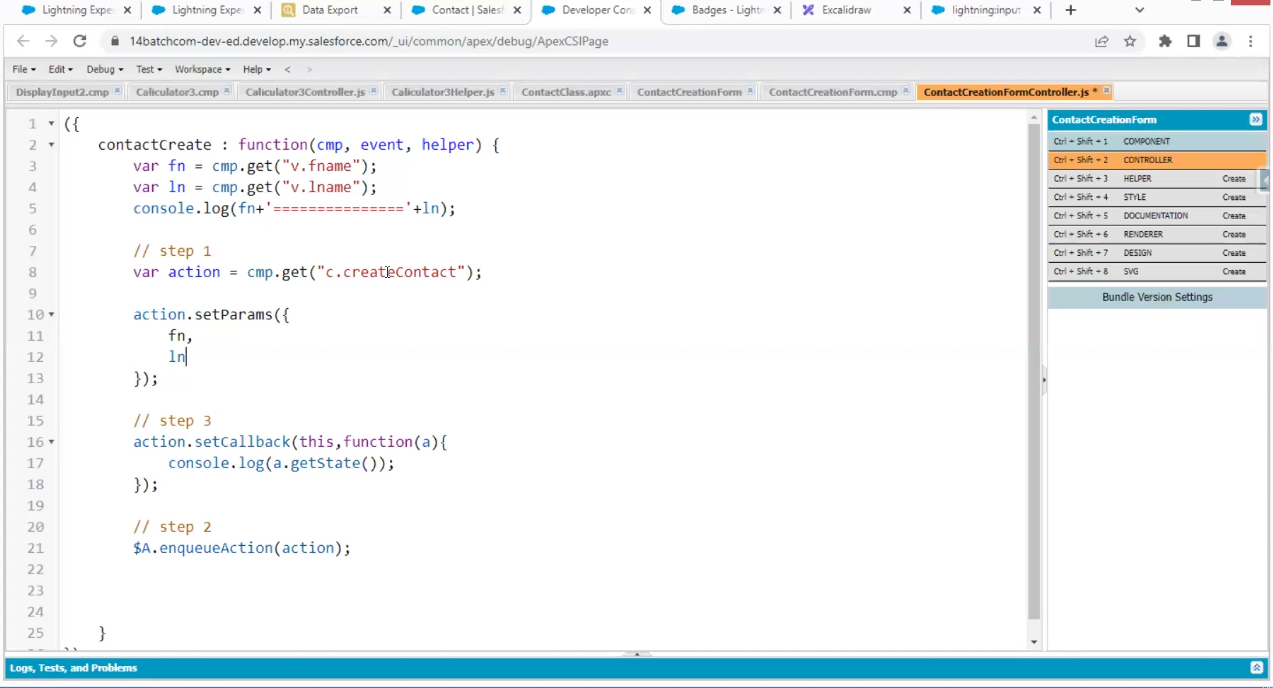 Lightning Expe × Lightning Expe × Data Export × Contact | Salesf × Developer Con × Badges - Lightn × Excalidraw × lightning:input × +
14batchcom-dev-ed.develop.my.salesforce.com/_ui/common/apex/debug/ApexCSIPage
File ▾ Edit ▾ Debug ▾ Test ▾ Workspace ▾ Help ▾ < >
DisplayInput2.cmp Caliculator3.cmp Caliculator3Controller.js Caliculator3Helper.js ContactClass.apxc ContactCreationForm ContactCreationForm.cmp ContactCreationFormController.js *
1 ({
2 contactCreate : function(cmp, event, helper) {
3 var fn = cmp.get("v.fname");
4 var ln = cmp.get("v.lname");
5 console.log(fn+'==============='+ln);
6
7 // step 1
8 var action = cmp.get("c.createContact");
9
10 action.setParams({
11 fn,
12 ln
13 });
14
15 // step 3
16 action.setCallback(this,function(a){
17 console.log(a.getState());
18 });
19
20 // step 2
21 $A.enqueueAction(action);
22
23
24
25 }
ContactCreationForm
Ctrl + Shift + 1 COMPONENT
Ctrl + Shift + 2 CONTROLLER
Ctrl + Shift + 3 HELPER Create
Ctrl + Shift + 4 STYLE Create
Ctrl + Shift + 5 DOCUMENTATION Create
Ctrl + Shift + 6 RENDERER Create
Ctrl + Shift + 7 DESIGN Create
Ctrl + Shift + 8 SVG Create
Bundle Version Settings
Logs, Tests, and Problems